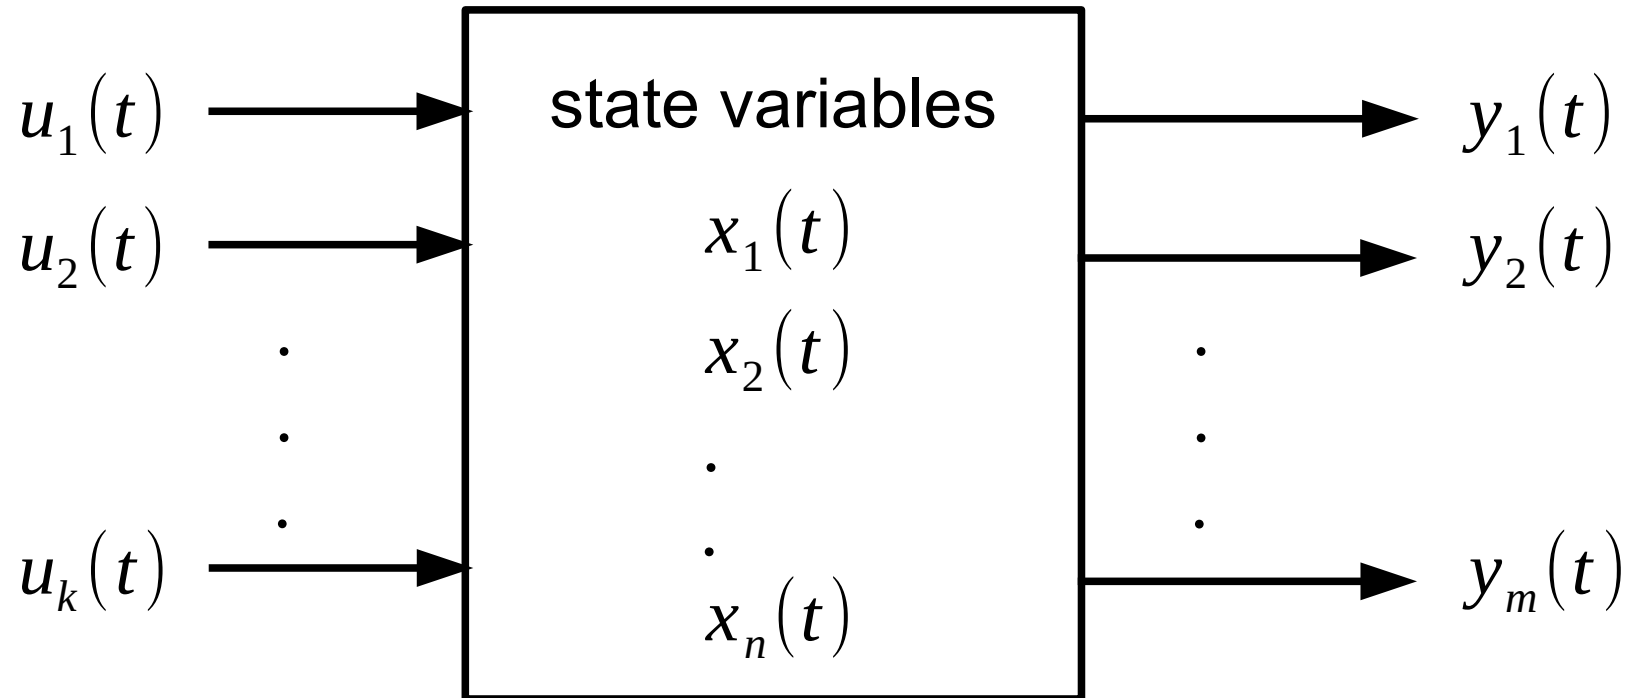 state variables
u₁(t)
y₁(t)
u₂(t)
x₁(t)
y₂(t)
.
x₂(t)
.
.
.
.
.
.
.
uₖ(t)
xₙ(t)
yₘ(t)